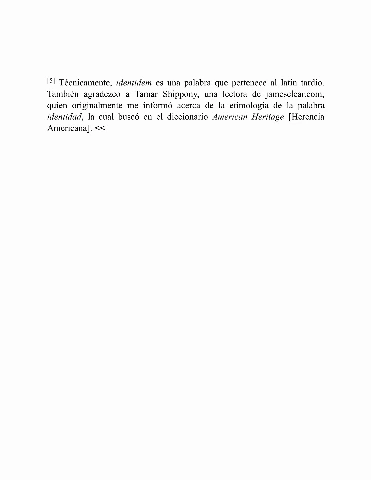 [5] Técnicamente, identidem es una palabra que pertenece al latín tardío.
También agradezco a Tamar Shippony, una lectora de jamesclear.com,
quien originalmente me informó acerca de la etimología de la palabra
identidad, la cual buscó en el diccionario American Heritage [Herencia
Americana]. <<